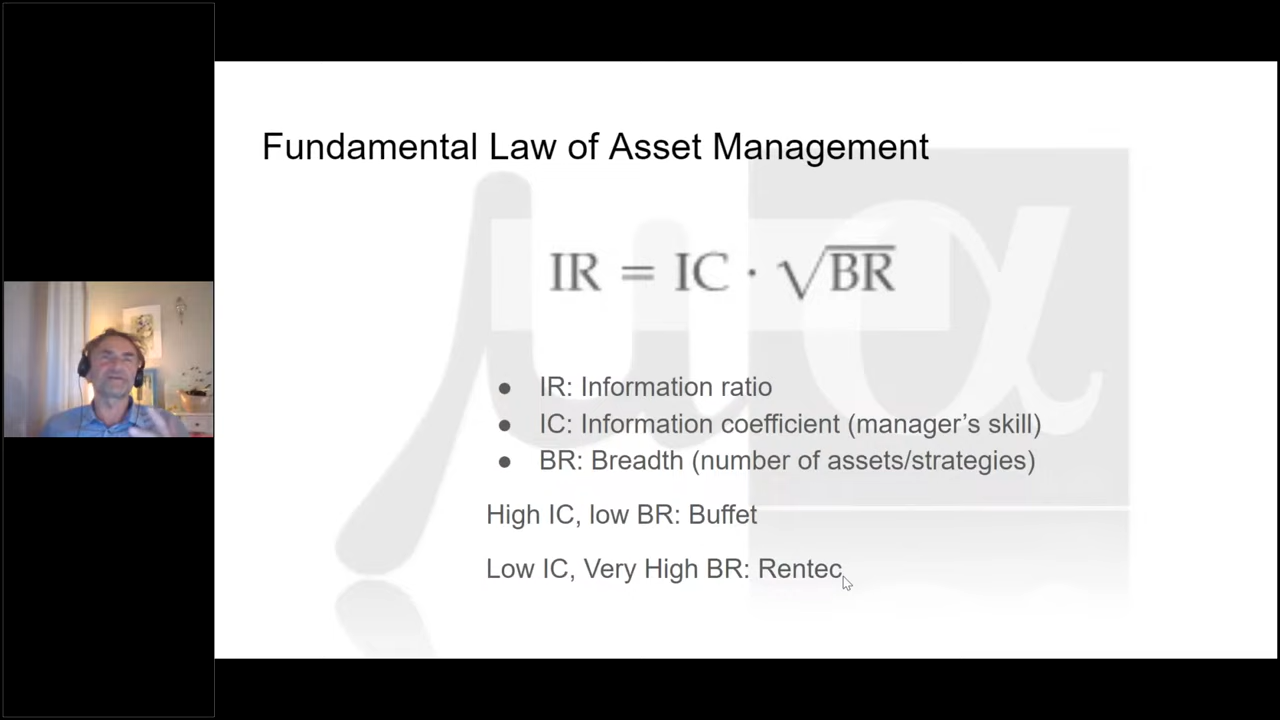 Fundamental Law of Asset Management
IR = IC · √BR
● IR: Information ratio
● IC: Information coefficient (manager's skill)
● BR: Breadth (number of assets/strategies)
High IC, low BR: Buffet
Low IC, Very High BR: Rentec
μα